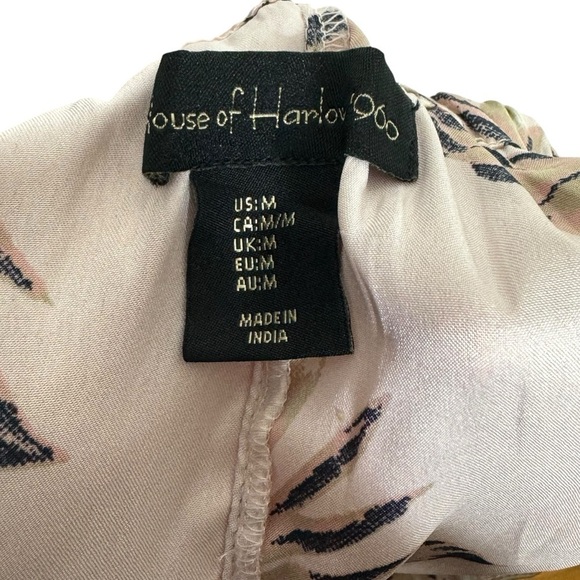 House of Harlow 1960
US:M
CA:M/M
UK:M
EU:M
AU:M
MADE IN
INDIA